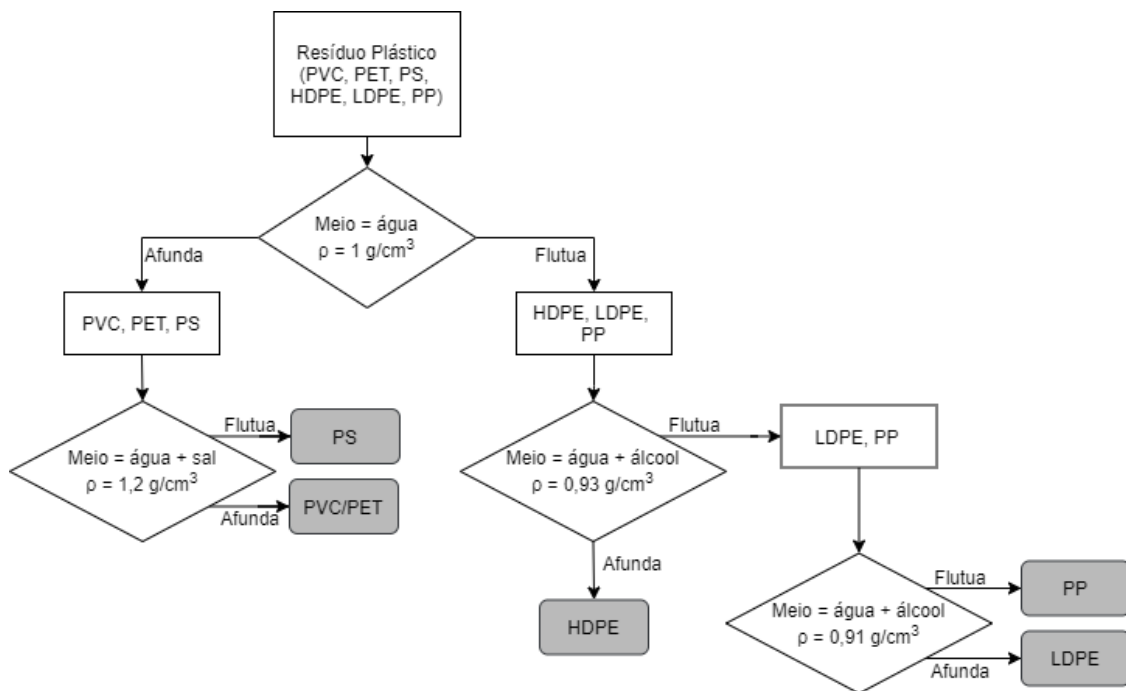 Resíduo Plástico
(PVC, PET, PS,
HDPE, LDPE, PP)
Meio = água
ρ = 1 g/cm³
Afunda
Flutua
PVC, PET, PS
HDPE, LDPE,
PP
Meio = água + sal
ρ = 1,2 g/cm³
Flutua
PS
Afunda
PVC/PET
Meio = água + álcool
ρ = 0,93 g/cm³
Flutua
LDPE, PP
Afunda
HDPE
Meio = água + álcool
ρ = 0,91 g/cm³
Flutua
PP
Afunda
LDPE